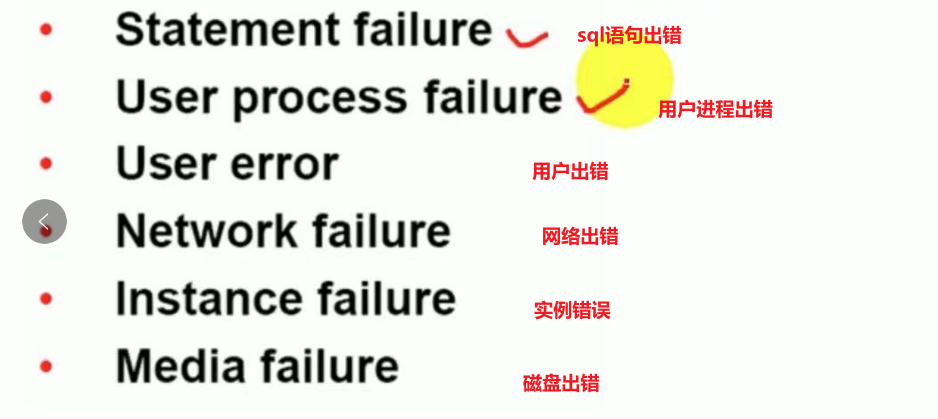 Statement failure sql语句出错
User process failure 用户进程出错
User error 用户出错
Network failure 网络出错
Instance failure 实例错误
Media failure 磁盘出错